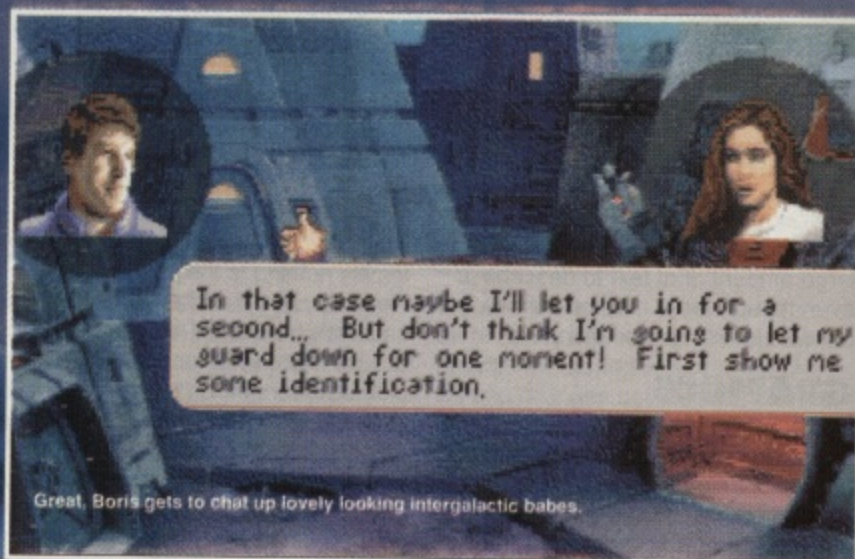 In that case maybe I'll let you in for a
second... But don't think I'm going to let my
guard down for one moment! First show me
some identification.
Great, Boris gets to chat up lovely looking intergalactic babes.